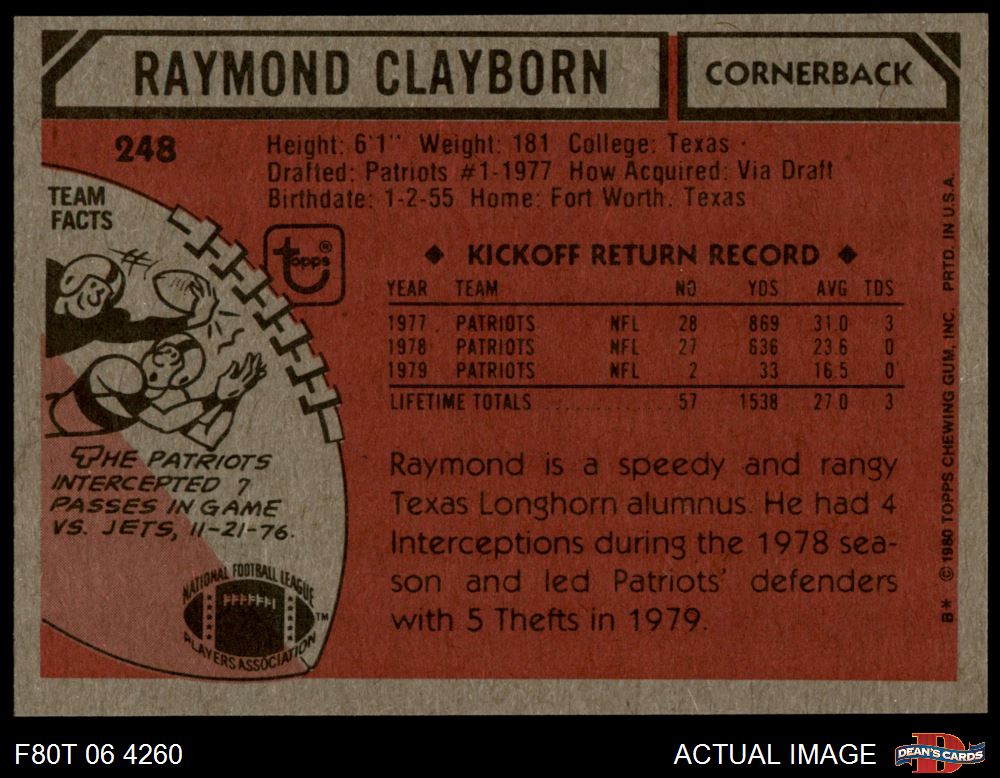 RAYMOND CLAYBORN
CORNERBACK
248
Height: 6'1" Weight: 181 College: Texas
Drafted: Patriots #1-1977 How Acquired: Via Draft
Birthdate: 1-2-55 Home: Fort Worth, Texas
TEAM
FACTS
topps®
KICKOFF RETURN RECORD
YEAR TEAM NO YDS AVG TDS
1977 PATRIOTS NFL 28 869 31.0 3
1978 PATRIOTS NFL 27 636 23.6 0
1979 PATRIOTS NFL 2 33 16.5 0
LIFETIME TOTALS 57 1538 27.0 3
THE PATRIOTS
INTERCEPTED 7
PASSES IN GAME
VS. JETS, 11-21-76.
Raymond is a speedy and rangy
Texas Longhorn alumnus. He had 4
Interceptions during the 1978 sea-
son and led Patriots' defenders
with 5 Thefts in 1979.
NATIONAL FOOTBALL LEAGUE
PLAYERS ASSOCIATION
TM
B* © 1980 TOPPS CHEWING GUM, INC. PRTD. IN U.S.A.
F80T 06 4260
ACTUAL IMAGE
DEAN'S CARDS